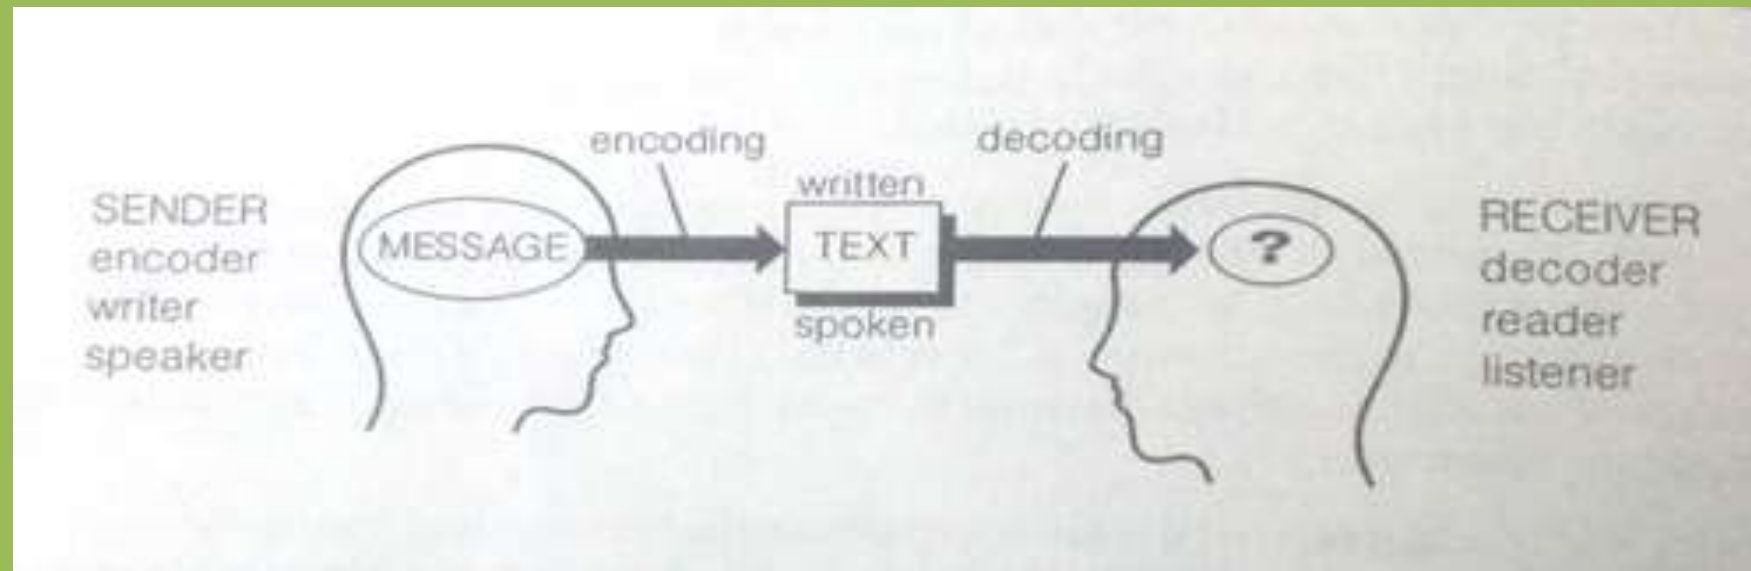 SENDER
encoder
writer
speaker
MESSAGE
encoding
written
TEXT
spoken
decoding
?
RECEIVER
decoder
reader
listener